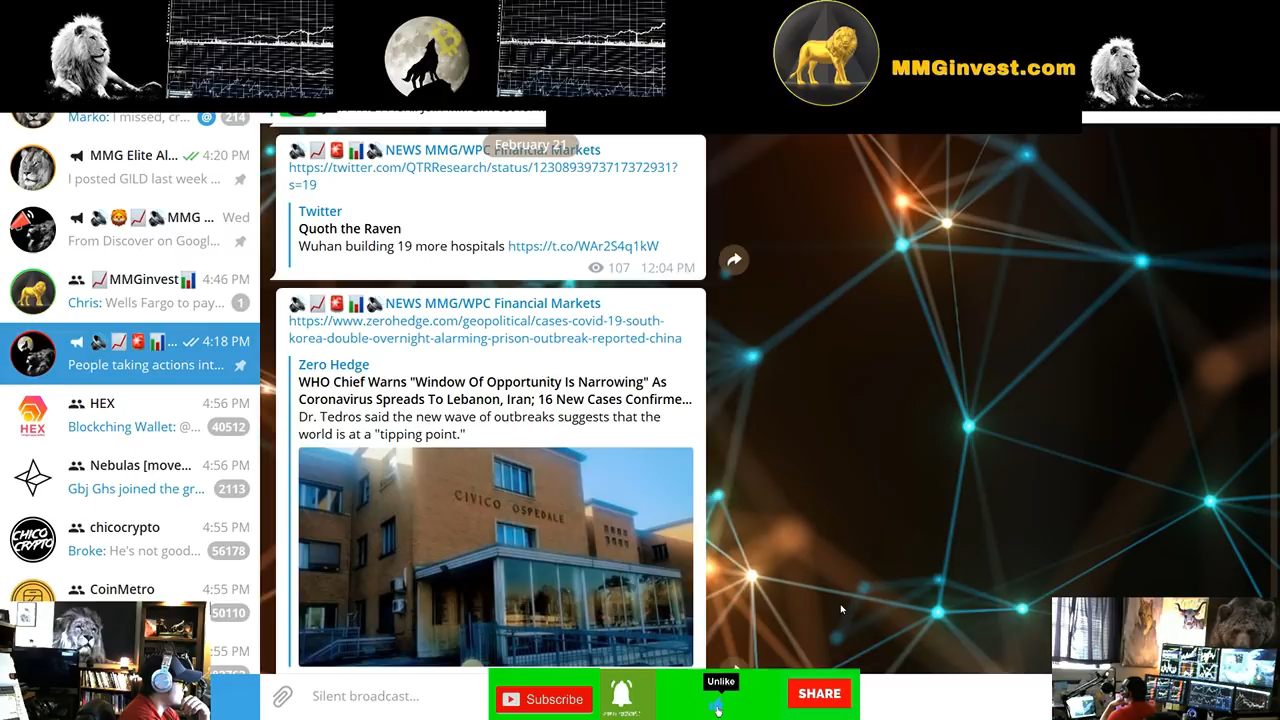 MMGinvest.com
Marko: I missed, cr... @ 214
MMG Elite Al... 4:20 PM
I posted GILD last week ...
MMG ... Wed
From Discover on Googl...
MMGinvest 4:46 PM
Chris: Wells Fargo to pay... 1
... 4:18 PM
People taking actions int...
HEX 4:56 PM
HEX
Blockching Wallet: @... 40512
Nebulas [move... 4:56 PM
Gbj Ghs joined the gr... 2113
chicocrypto 4:55 PM
CHICO
CRYPTO
Broke: He's not good... 56178
CoinMetro 4:55 PM
50110
:55 PM
February 21
NEWS MMG/WPC Financial Markets
https://twitter.com/QTRResearch/status/1230893973717372931?
s=19
Twitter
Quoth the Raven
Wuhan building 19 more hospitals https://t.co/WAr2S4q1kW
107 12:04 PM
NEWS MMG/WPC Financial Markets
https://www.zerohedge.com/geopolitical/cases-covid-19-south-
korea-double-overnight-alarming-prison-outbreak-reported-china
Zero Hedge
WHO Chief Warns "Window Of Opportunity Is Narrowing" As
Coronavirus Spreads To Lebanon, Iran; 16 New Cases Confirme...
Dr. Tedros said the new wave of outbreaks suggests that the
world is at a "tipping point."
CIVICO OSPEDALE
Silent broadcast...
Subscribe
Unlike
SHARE